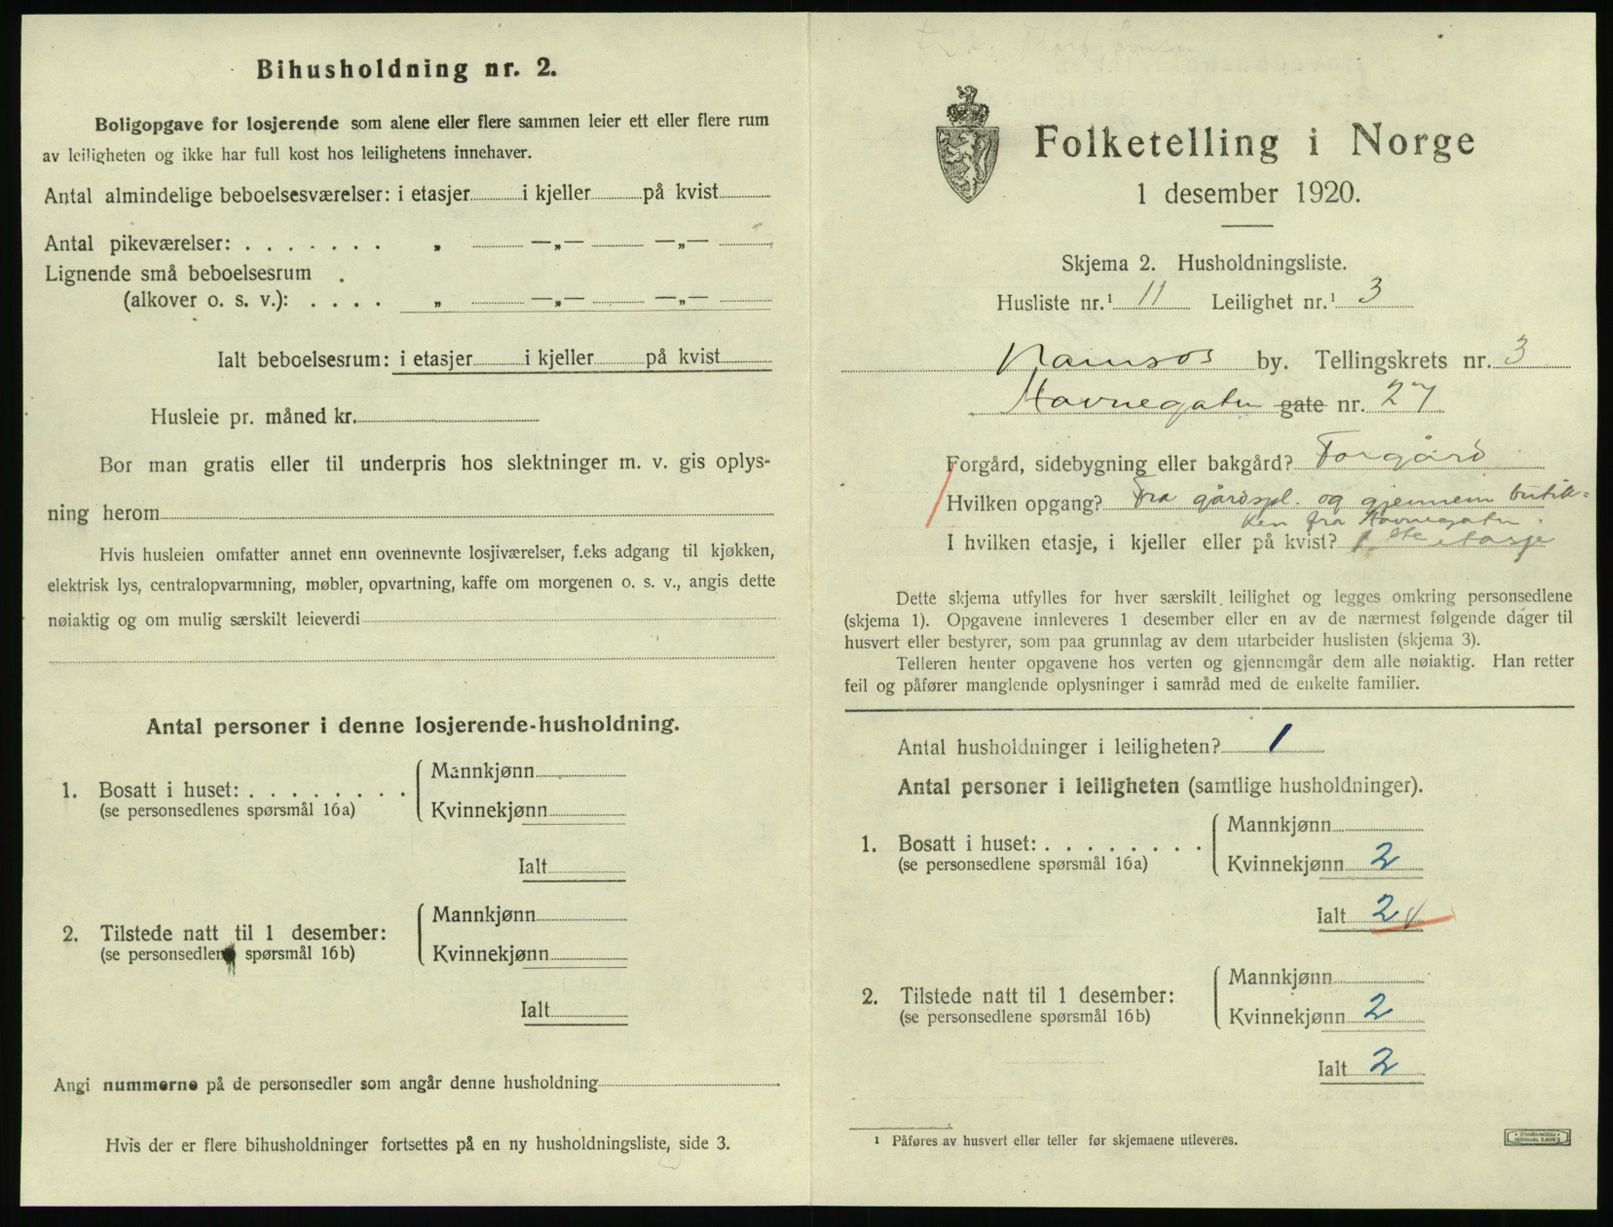 Bihusholdning nr. 2.
Boligopgave for losjerende som alene eller flere sammen leier ett eller flere rum
av leiligheten og ikke har full kost hos leilighetens innehaver.
Antal almindelige beboelsesværelser: i etasjer i kjeller på kvist
Antal pikeværelser: . . . . . . . „ —„— —„—
Lignende små beboelsesrum
(alkover o. s. v.): . . . . „ —„— —„—
Ialt beboelsesrum: i etasjer i kjeller på kvist
Husleie pr. måned kr.
Bor man gratis eller til underpris hos slektninger m. v. gis oplys-
ning herom
Hvis husleien omfatter annet enn ovennevnte losjiværelser, f.eks adgang til kjøkken,
elektrisk lys, centralopvarmning, møbler, opvartning, kaffe om morgenen o. s. v., angis dette
nøiaktig og om mulig særskilt leieverdi
Antal personer i denne losjerende-husholdning.
1. Bosatt i huset: . . . . . . . .
(se personsedlenes spørsmål 16a)
Mannkjønn
Kvinnekjønn
Ialt
2. Tilstede natt til 1 desember:
(se personsedlene spørsmål 16b)
Mannkjønn
Kvinnekjønn
Ialt
Angi nummerne på de personsedler som angår denne husholdning
Hvis der er flere bihusholdninger fortsettes på en ny husholdningsliste, side 3.
Folketelling i Norge
1 desember 1920.
Skjema 2. Husholdningsliste.
Husliste nr.¹ 11 Leilighet nr.¹ 3
Namsos by. Tellingskrets nr. 3
Havnegaten gate nr. 27
Forgård, sidebygning eller bakgård? Forgård
Hvilken opgang? Fra gårdspl. og gjennem butik=
ken fra Havnegaten.
I hvilken etasje, i kjeller eller på kvist? 1ste etasje
Dette skjema utfylles for hver særskilt leilighet og legges omkring personsedlene
(skjema 1). Opgavene innleveres 1 desember eller en av de nærmest følgende dager til
husvert eller bestyrer, som paa grunnlag av dem utarbeider huslisten (skjema 3).
Telleren henter opgavene hos verten og gjennemgår dem alle nøiaktig. Han retter
feil og påfører manglende oplysninger i samråd med de enkelte familier.
Antal husholdninger i leiligheten? 1
Antal personer i leiligheten (samtlige husholdninger).
1. Bosatt i huset: . . . . . . . .
(se personsedlene spørsmål 16a)
Mannkjønn
Kvinnekjønn 2
Ialt 2
2. Tilstede natt til 1 desember:
(se personsedlene spørsmål 16b)
Mannkjønn
Kvinnekjønn 2
Ialt 2
¹ Påføres av husvert eller teller før skjemaene utleveres.